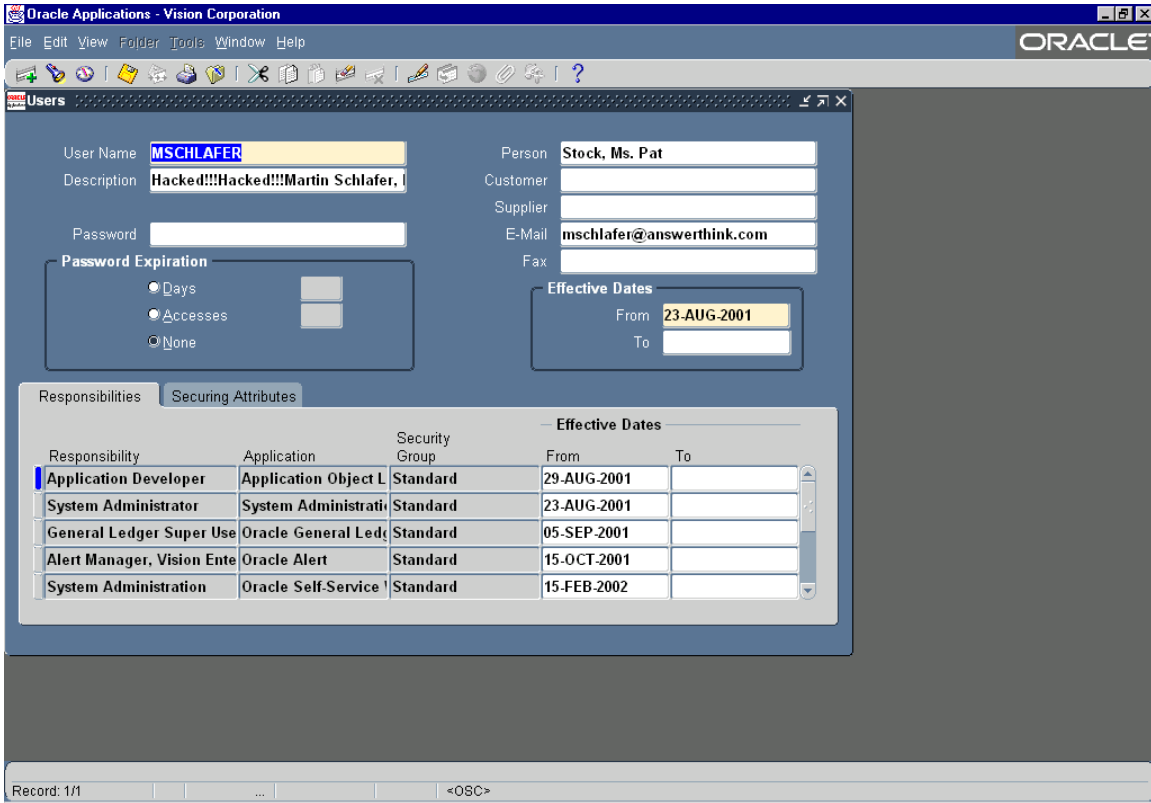 Oracle Applications - Vision Corporation
File Edit View Folder Tools Window Help
ORACLE
Users
User Name MSCHLAFER Person Stock, Ms. Pat
Description Hacked!!!Hacked!!!Martin Schlafer, Customer
Supplier
Password E-Mail mschlafer@answerthink.com
Password Expiration Fax
Days Effective Dates
Accesses From 23-AUG-2001
None To
Responsibilities Securing Attributes
Effective Dates
Security
Responsibility Application Group From To
Application Developer Application Object L Standard 29-AUG-2001
System Administrator System Administrati Standard 23-AUG-2001
General Ledger Super Use Oracle General Led Standard 05-SEP-2001
Alert Manager, Vision Ente Oracle Alert Standard 15-OCT-2001
System Administration Oracle Self-Service Standard 15-FEB-2002
Record: 1/1 ... <OSC>